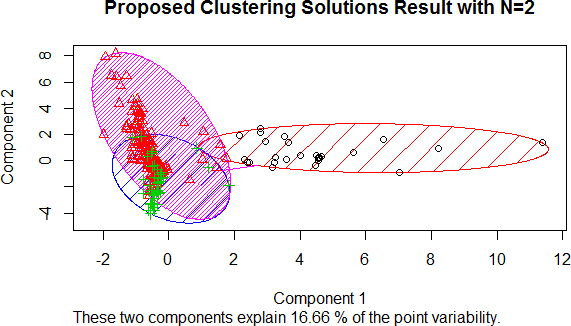 Proposed Clustering Solutions Result with N=2
Component 2
8
6
4
2
0
-4
-2 0 2 4 6 8 10 12
Component 1
These two components explain 16.66 % of the point variability.